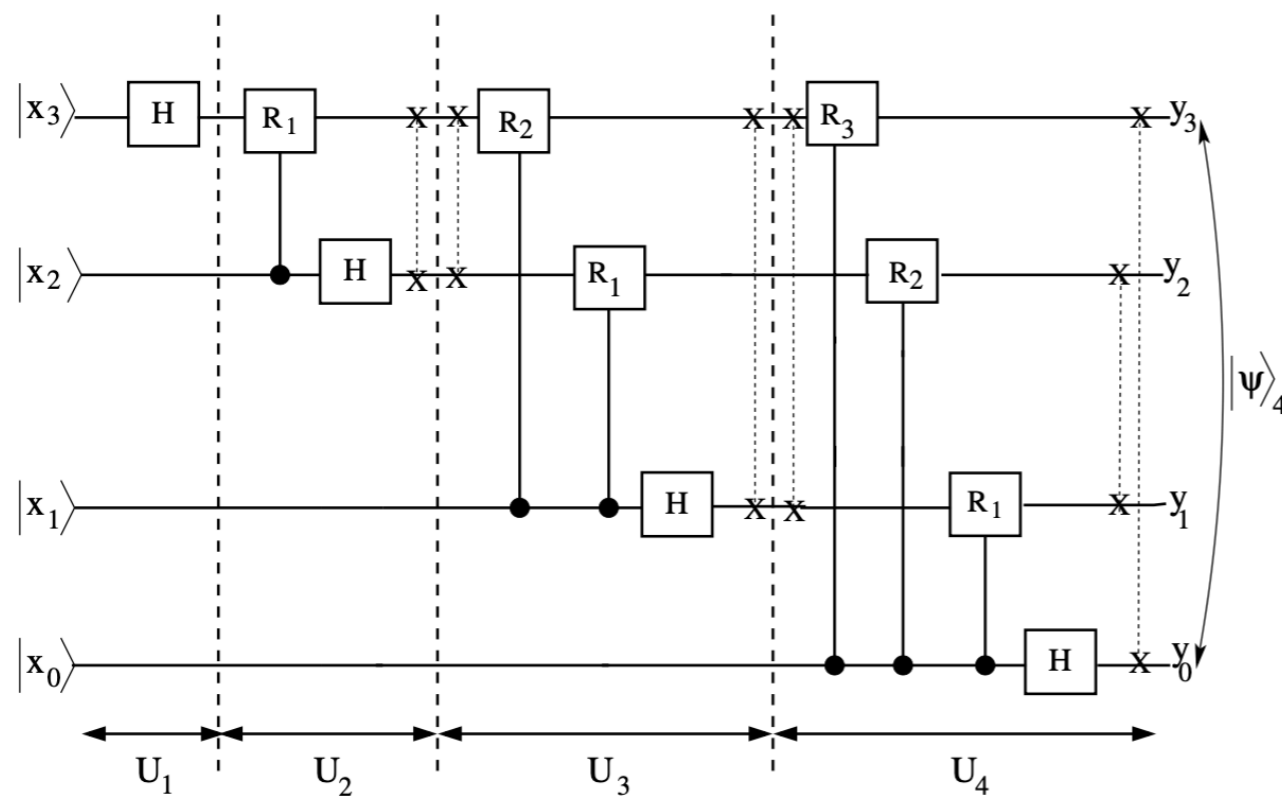 |x₃⟩ H R₁ X X R₂ X X R₃ X y₃
|x₂⟩ H X X R₁ R₂ X y₂
|ψ⟩₄
|x₁⟩ H X X R₁ X y₁
|x₀⟩ H X y₀
U₁ U₂ U₃ U₄